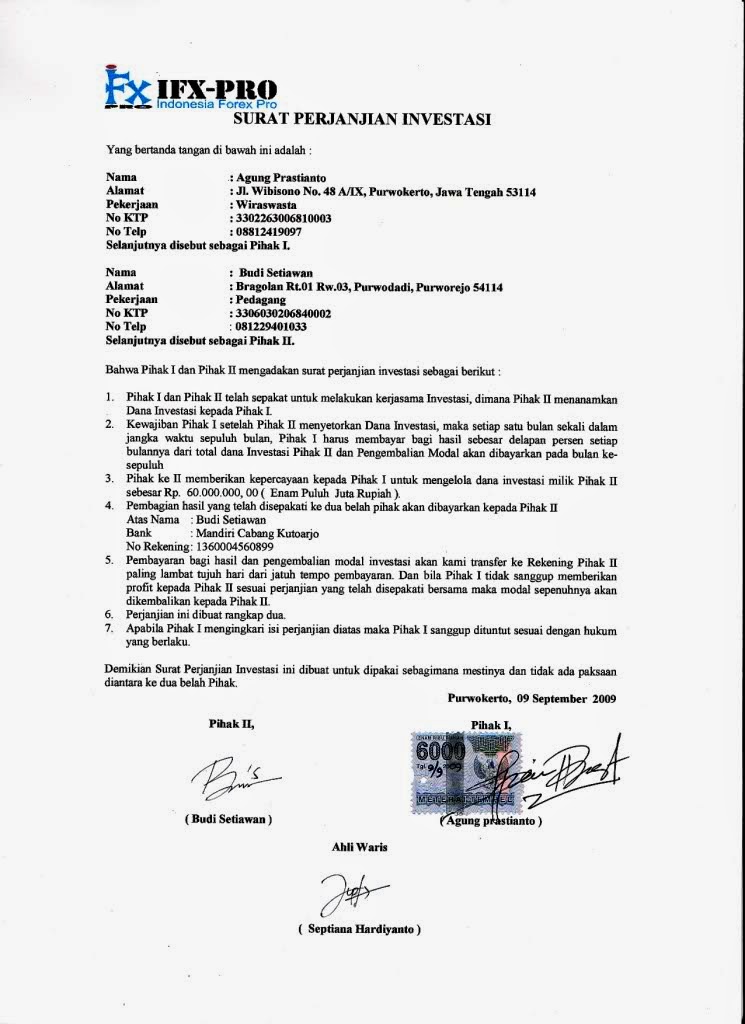 IFX-PRO
Indonesia Forex Pro
SURAT PERJANJIAN INVESTASI
Yang bertanda tangan di bawah ini adalah :
Nama : Agung Prastianto
Alamat : Jl. Wibisono No. 48 A/IX, Purwokerto, Jawa Tengah 53114
Pekerjaan : Wiraswasta
No KTP : 3302263006810003
No Telp : 08812419097
Selanjutnya disebut sebagai Pihak I.
Nama : Budi Setiawan
Alamat : Bragolan Rt.01 Rw.03, Purwodadi, Purworejo 54114
Pekerjaan : Pedagang
No KTP : 3306030206840002
No Telp : 081229401033
Selanjutnya disebut sebagai Pihak II.
Bahwa Pihak I dan Pihak II mengadakan surat perjanjian investasi sebagai berikut :
1. Pihak I dan Pihak II telah sepakat untuk melakukan kerjasama Investasi, dimana Pihak II menanamkan
Dana Investasi kepada Pihak I.
2. Kewajiban Pihak I setelah Pihak II menyetorkan Dana Investasi, maka setiap satu bulan sekali dalam
jangka waktu sepuluh bulan, Pihak I harus membayar bagi hasil sebesar delapan persen setiap
bulannya dari total dana Investasi Pihak II dan Pengembalian Modal akan dibayarkan pada bulan ke-
sepuluh
3. Pihak ke II memberikan kepercayaan kepada Pihak I untuk mengelola dana investasi milik Pihak II
sebesar Rp. 60.000.000, 00 ( Enam Puluh Juta Rupiah ).
4. Pembagian hasil yang telah disepakati ke dua belah pihak akan dibayarkan kepada Pihak II
Atas Nama : Budi Setiawan
Bank : Mandiri Cabang Kutoarjo
No Rekening: 1360004560899
5. Pembayaran bagi hasil dan pengembalian modal investasi akan kami transfer ke Rekening Pihak II
paling lambat tujuh hari dari jatuh tempo pembayaran. Dan bila Pihak I tidak sanggup memberikan
profit kepada Pihak II sesuai perjanjian yang telah disepakati bersama maka modal sepenuhnya akan
dikembalikan kepada Pihak II.
6. Perjanjian ini dibuat rangkap dua.
7. Apabila Pihak I mengingkari isi perjanjian diatas maka Pihak I sanggup dituntut sesuai dengan hukum
yang berlaku.
Demikian Surat Perjanjian Investasi ini dibuat untuk dipakai sebagimana mestinya dan tidak ada paksaan
diantara ke dua belah Pihak.
Purwokerto, 09 September 2009
Pihak II, Pihak I,
6000
Tgl. 9/9 2009
METERAI TEMPEL
( Budi Setiawan ) ( Agung prastianto )
Ahli Waris
( Septiana Hardiyanto )